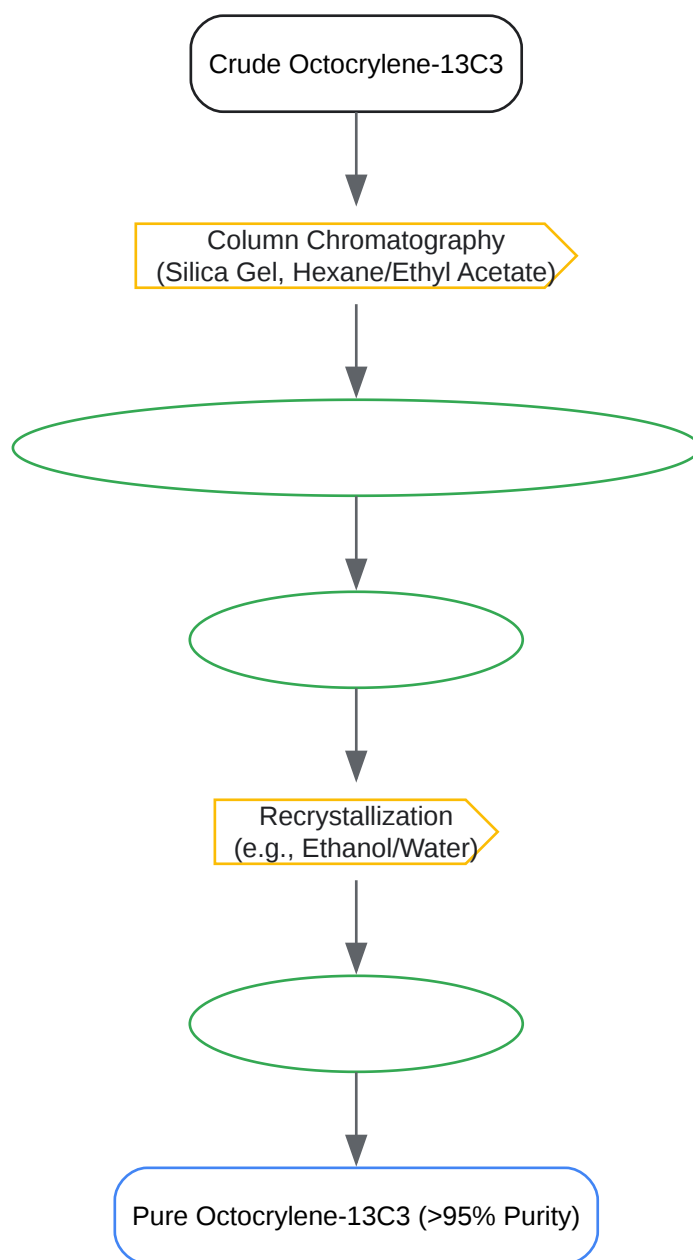 Crude Octocrylene-13C3
Column Chromatography
(Silica Gel, Hexane/Ethyl Acetate)
Recrystallization
(e.g., Ethanol/Water)
Pure Octocrylene-13C3 (>95% Purity)